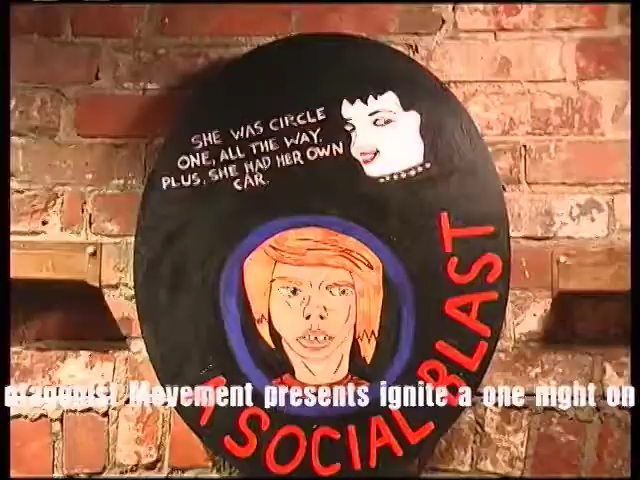 SHE WAS CIRCLE
ONE, ALL THE WAY.
PLUS, SHE HAD HER OWN
CAR.
A SOCIAL BLAST
Movement presents ignite a one night on